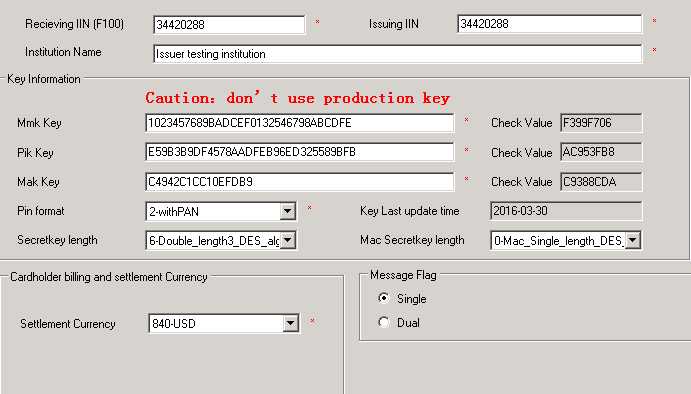 Recieving IIN (F100) 34420288 * Issuing IIN 34420288 *
Institution Name Issuer testing institution *
Key Information
Caution: don't use production key
Mmk Key 1023457689BADCEF0132546798ABCDFE * Check Value F399F706
Pik Key E59B3B9DF4578AADFEB96ED325589BFB * Check Value AC953FB8
Mak Key C4942C1CC10EFDB9 * Check Value C9388CDA
Pin format 2-withPAN * Key Last update time 2016-03-30
Secretkey length 6-Double_length3_DES_alg Mac Secretkey length 0-Mac_Single_length_DES_
Cardholder billing and settlement Currency
Message Flag
Single
Settlement Currency 840-USD * Dual